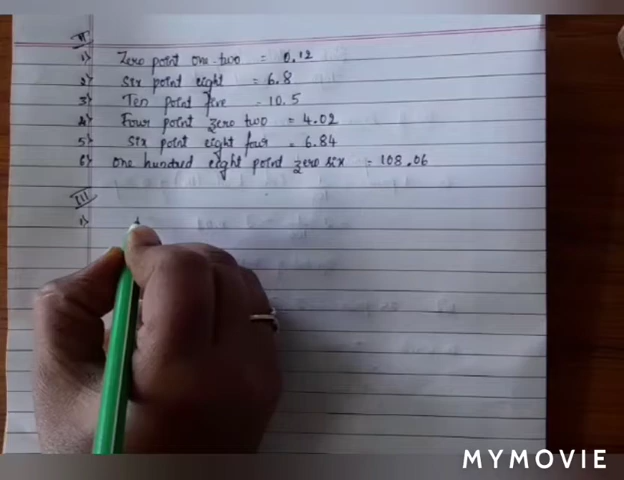 II
1) Zero point one two = 0.12
2) Six point eight = 6.8
3) Ten point five = 10.5
4) Four point zero two = 4.02
5) Six point eight four = 6.84
6) One hundred eight point zero six = 108.06
III
1)
MYMOVIE